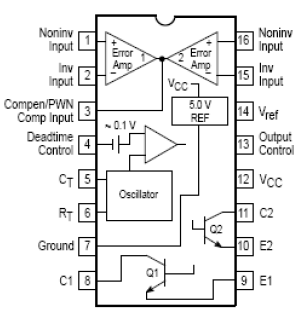 Noninv
Input
1
Inv
Input
2
Compen/PWN
Comp Input
3
Deadtime
Control
4
CT
5
RT
6
Ground
7
C1
8
+
Error
Amp
–
1
2
+
Error
Amp
–
VCC
5.0 V
REF
~ 0.1 V
Oscillator
Q2
Q1
16
Noninv
Input
15
Inv
Input
14
Vref
13
Output
Control
12
VCC
11
C2
10
E2
9
E1